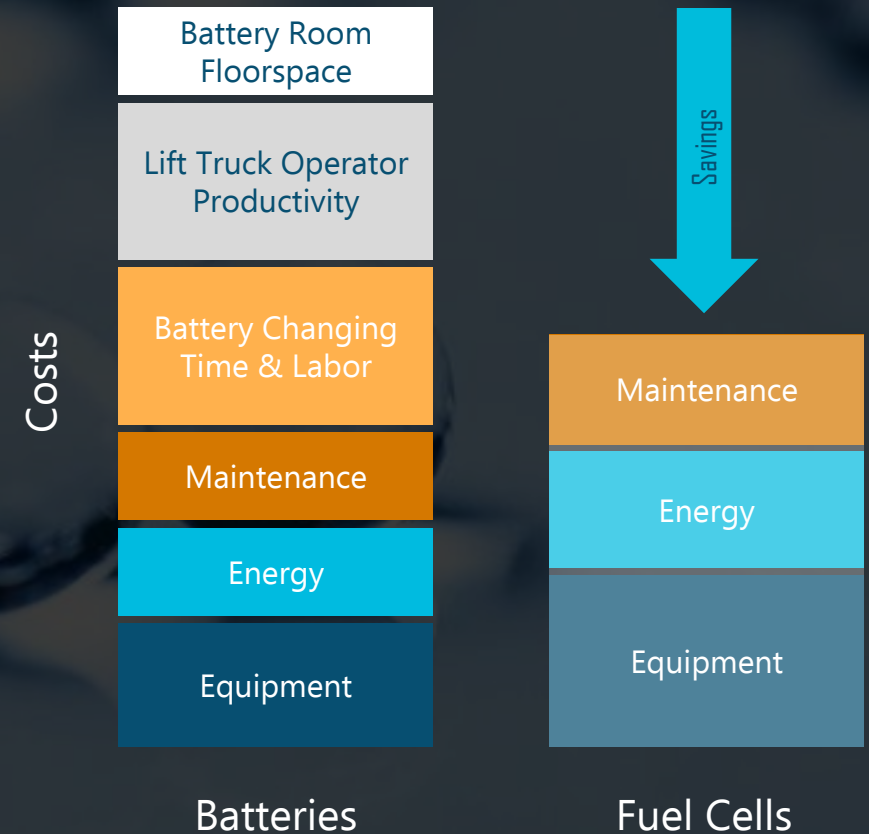 Battery Room
Floorspace
Lift Truck Operator
Productivity
Battery Changing
Time & Labor
Maintenance
Energy
Equipment
Costs
Batteries
Savings
Maintenance
Energy
Equipment
Fuel Cells